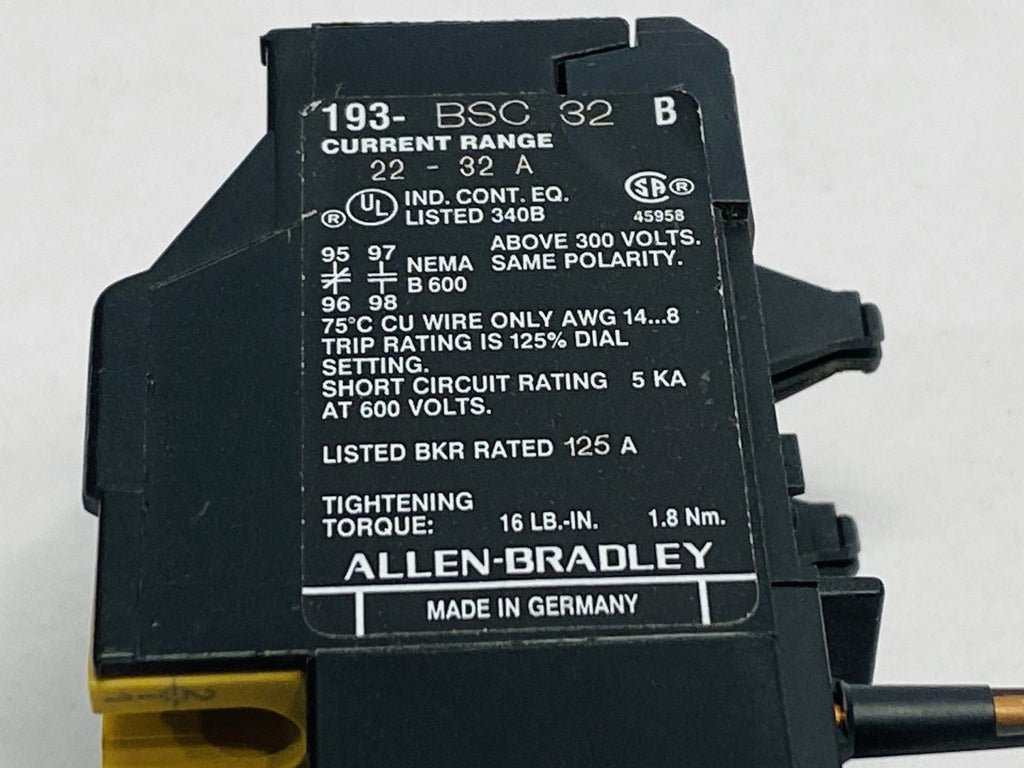 193- BSC 32 B
CURRENT RANGE
22 - 32 A
® UL IND. CONT. EQ.
LISTED 340B
SA ®
45958
95 97
96 98
NEMA
B 600
ABOVE 300 VOLTS.
SAME POLARITY.
75°C CU WIRE ONLY AWG 14...8
TRIP RATING IS 125% DIAL
SETTING.
SHORT CIRCUIT RATING 5 KA
AT 600 VOLTS.
LISTED BKR RATED 125 A
TIGHTENING
TORQUE: 16 LB.-IN. 1.8 Nm.
ALLEN-BRADLEY
MADE IN GERMANY